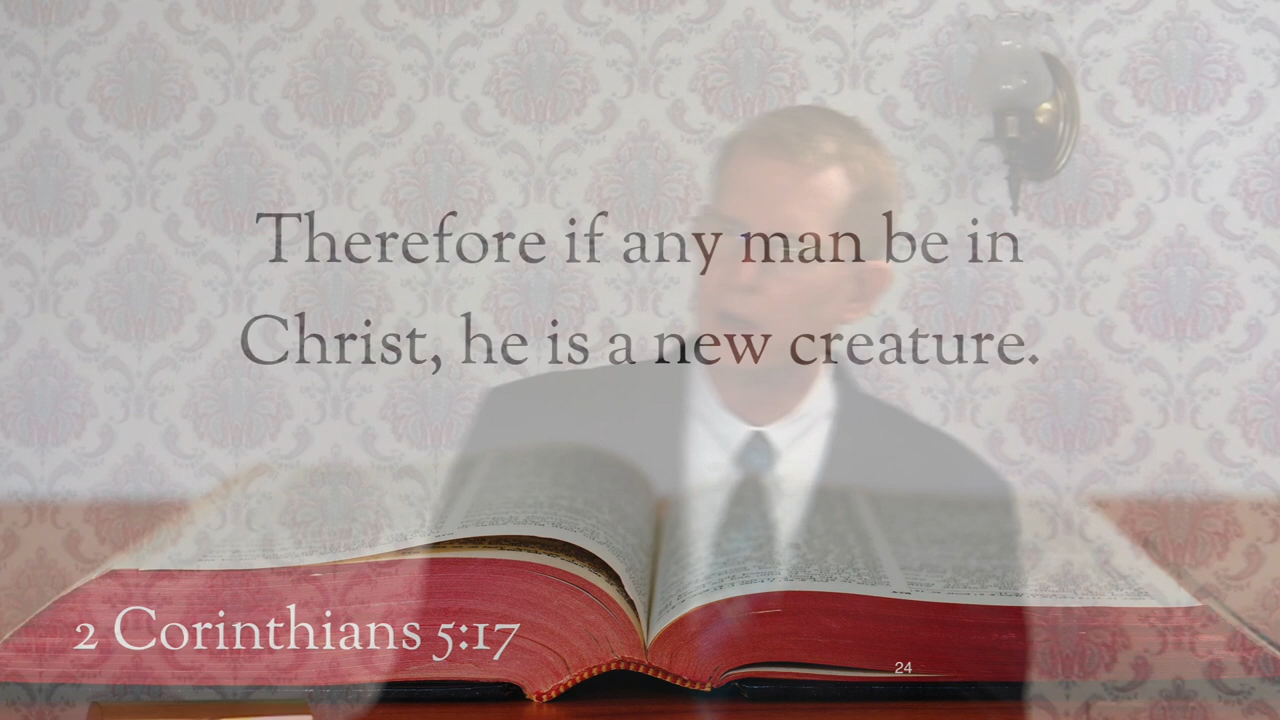 Therefore if any man be in
Christ, he is a new creature.
2 Corinthians 5:17
24